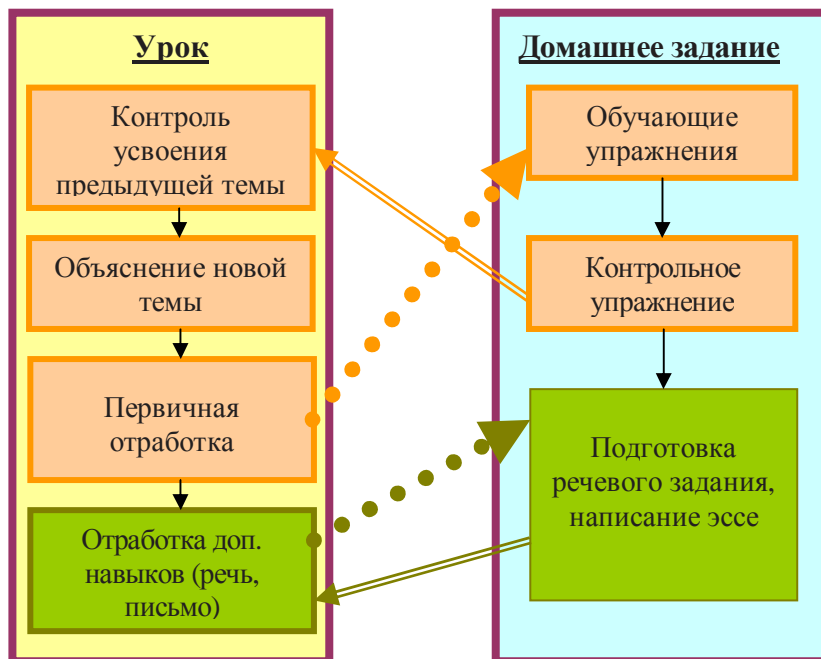 Урок
Контроль
усвоения
предыдущей темы
Объяснение новой
темы
Первичная
отработка
Отработка доп.
навыков (речь,
письмо)
Домашнее задание
Обучающие
упражнения
Контрольное
упражнение
Подготовка
речевого задания,
написание эссе